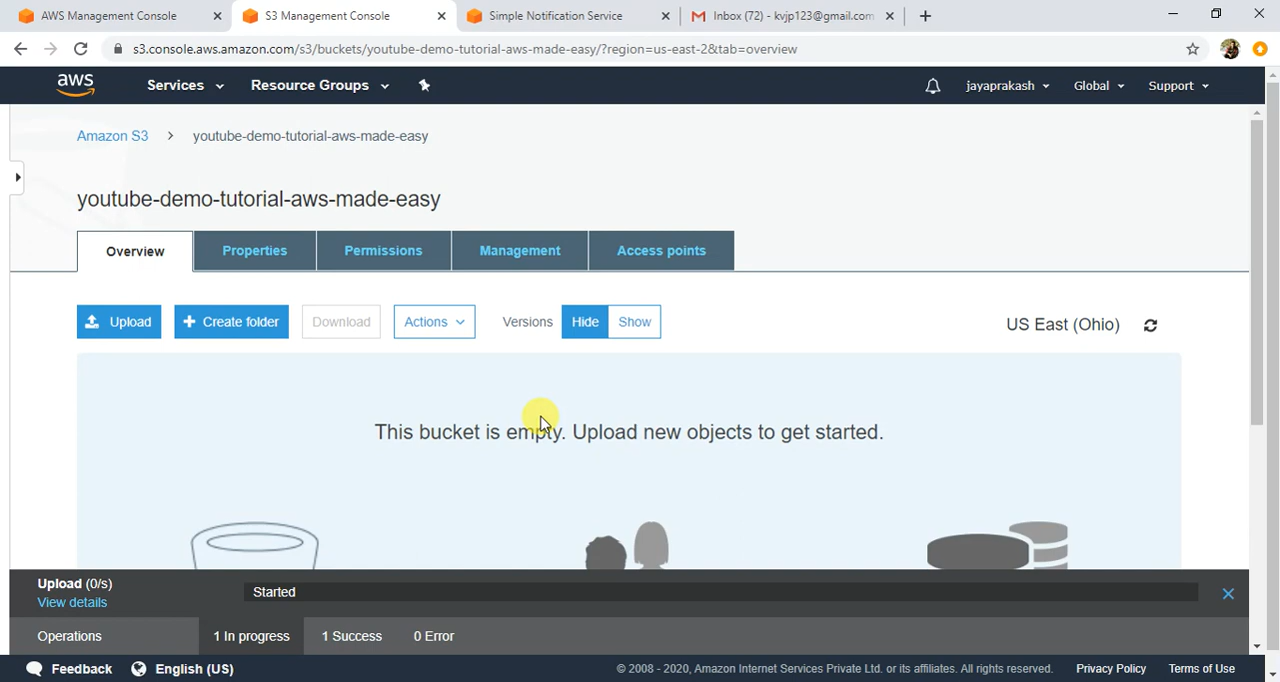 AWS Management Console
S3 Management Console
Simple Notification Service
Inbox (72) - kvjp123@gmail.com
s3.console.aws.amazon.com/s3/buckets/youtube-demo-tutorial-aws-made-easy/?region=us-east-2&tab=overview
aws Services Resource Groups jayaprakash Global Support
Amazon S3 > youtube-demo-tutorial-aws-made-easy
youtube-demo-tutorial-aws-made-easy
Overview Properties Permissions Management Access points
Upload + Create folder Download Actions Versions Hide Show US East (Ohio)
This bucket is empty. Upload new objects to get started.
Upload (0/s) Started
View details
Operations 1 In progress 1 Success 0 Error
Feedback English (US) © 2008 - 2020, Amazon Internet Services Private Ltd. or its affiliates. All rights reserved. Privacy Policy Terms of Use